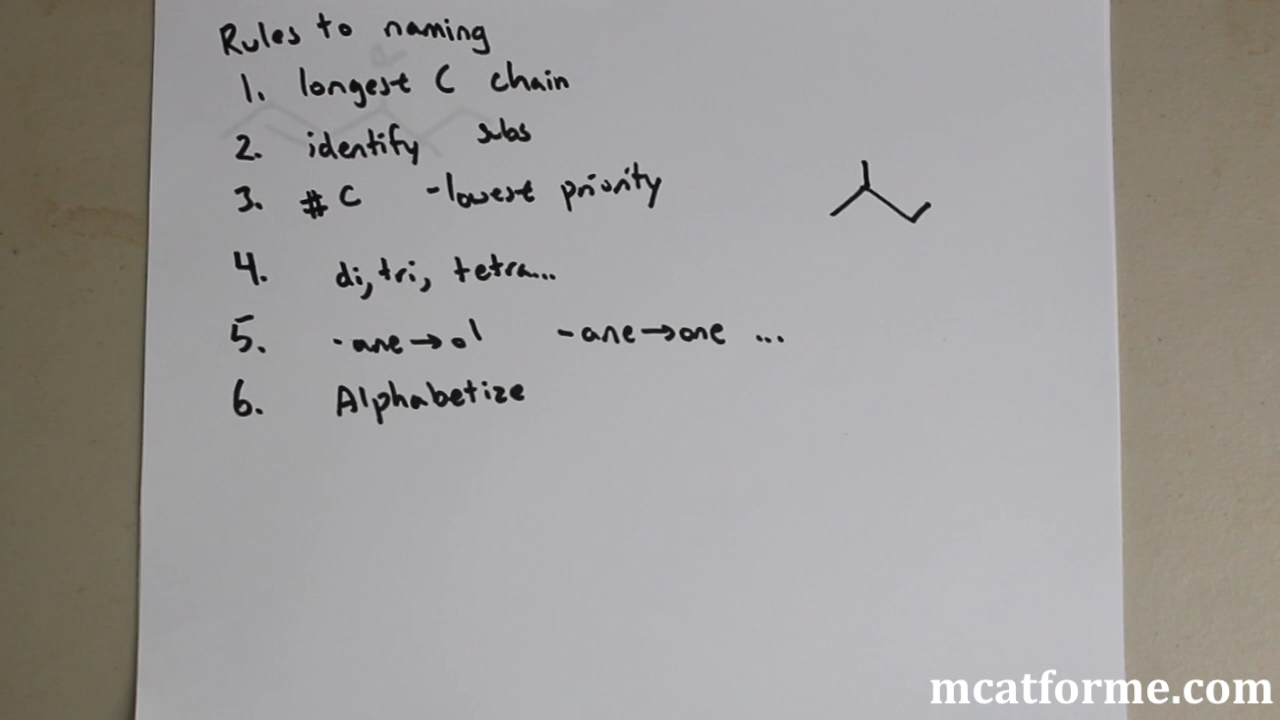 Rules to naming
1. longest C chain
2. identify subs
3. # C - lowest priority
4. di, tri, tetra...
5. -ane→ol -ane→one ...
6. Alphabetize
mcatforme.com